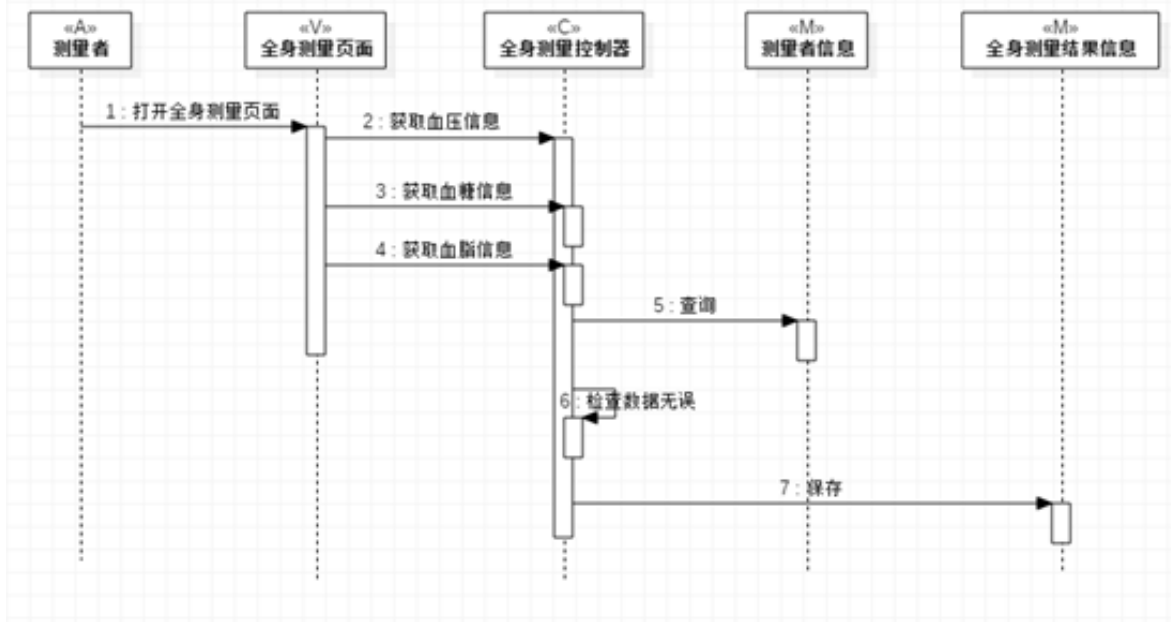 «A»
测量者
«V»
全身测量页面
«C»
全身测量控制器
«M»
测量者信息
«M»
全身测量结果信息
1 : 打开全身测量页面
2 : 获取血压信息
3 : 获取血糖信息
4 : 获取血脂信息
5 : 查询
6 : 检查数据无误
7 : 保存